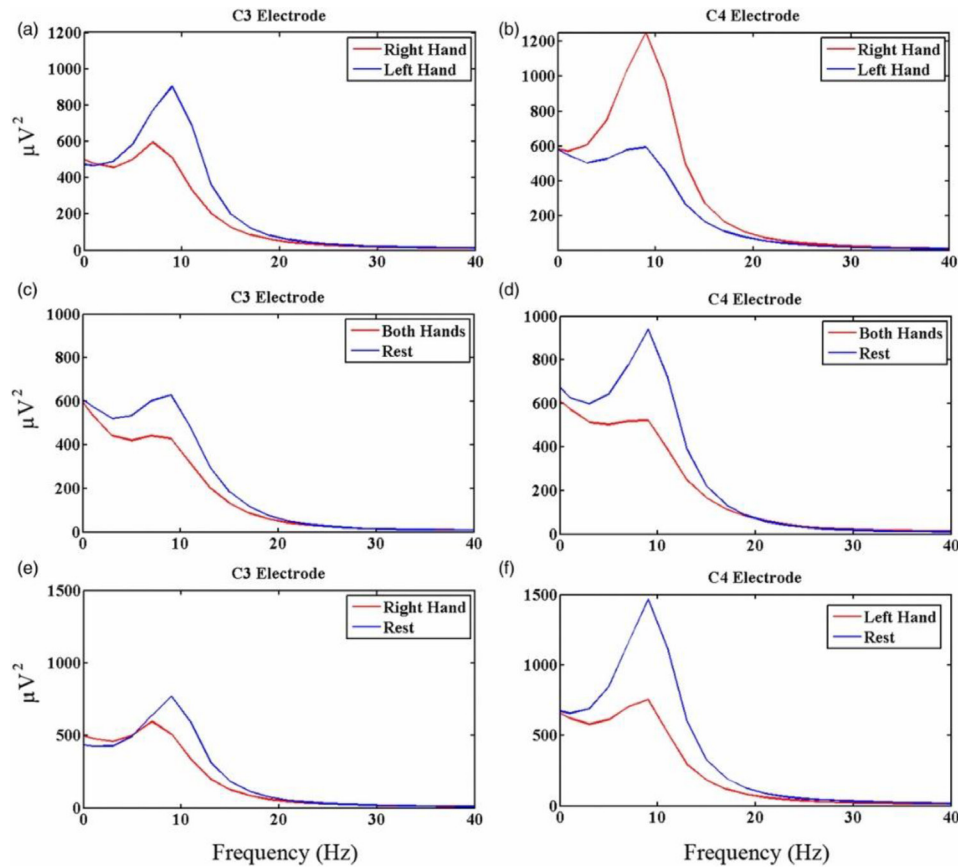 (a)
C3 Electrode
1200
1000
800
600
400
200
0
0
10
20
30
40
μV²
Right Hand
Left Hand
(b)
C4 Electrode
1200
1000
800
600
400
200
0
10
20
30
40
Right Hand
Left Hand
(c)
C3 Electrode
1000
800
600
400
200
0
0
10
20
30
40
μV²
Both Hands
Rest
(d)
C4 Electrode
1000
800
600
400
200
0
0
10
20
30
40
Both Hands
Rest
(e)
C3 Electrode
1500
1000
500
0
0
10
20
30
40
μV²
Right Hand
Rest
Frequency (Hz)
(f)
C4 Electrode
1500
1000
500
0
0
10
20
30
40
Left Hand
Rest
Frequency (Hz)